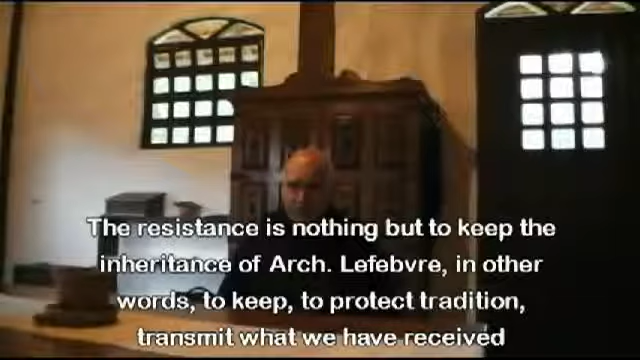 The resistance is nothing but to keep the
inheritance of Arch. Lefebvre, in other
words, to keep, to protect tradition,
transmit what we have received